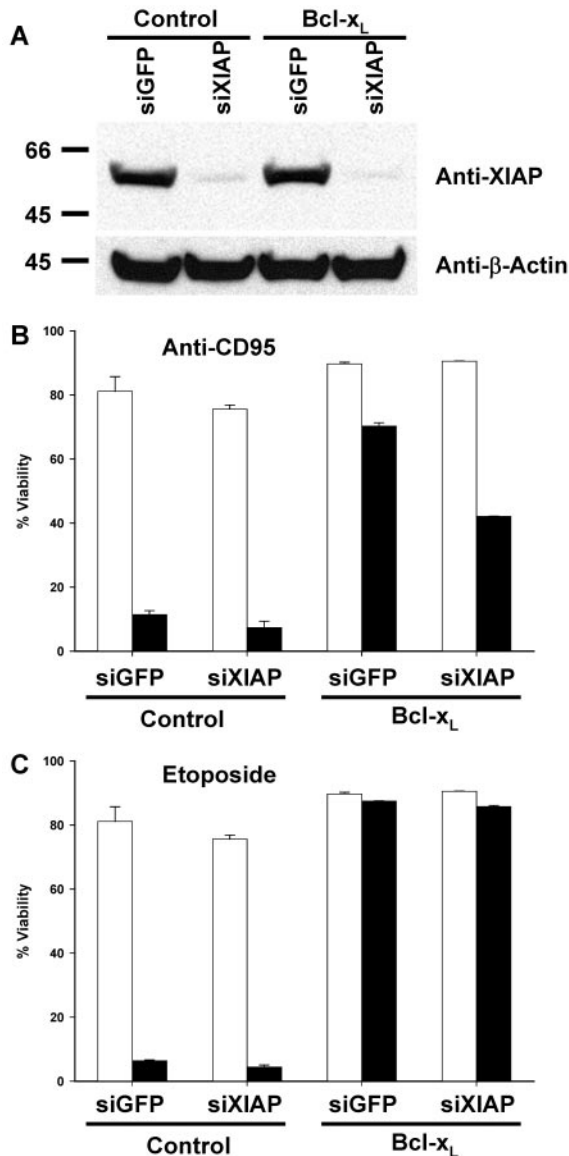 A
Control Bcl-xL
siGFP siXIAP siGFP siXIAP
66
45
Anti-XIAP
45
Anti-β-Actin
B
Anti-CD95
100
80
60
40
20
0
% Viability
siGFP siXIAP siGFP siXIAP
Control Bcl-xL
C
Etoposide
100
80
60
40
20
0
% Viability
siGFP siXIAP siGFP siXIAP
Control Bcl-xL